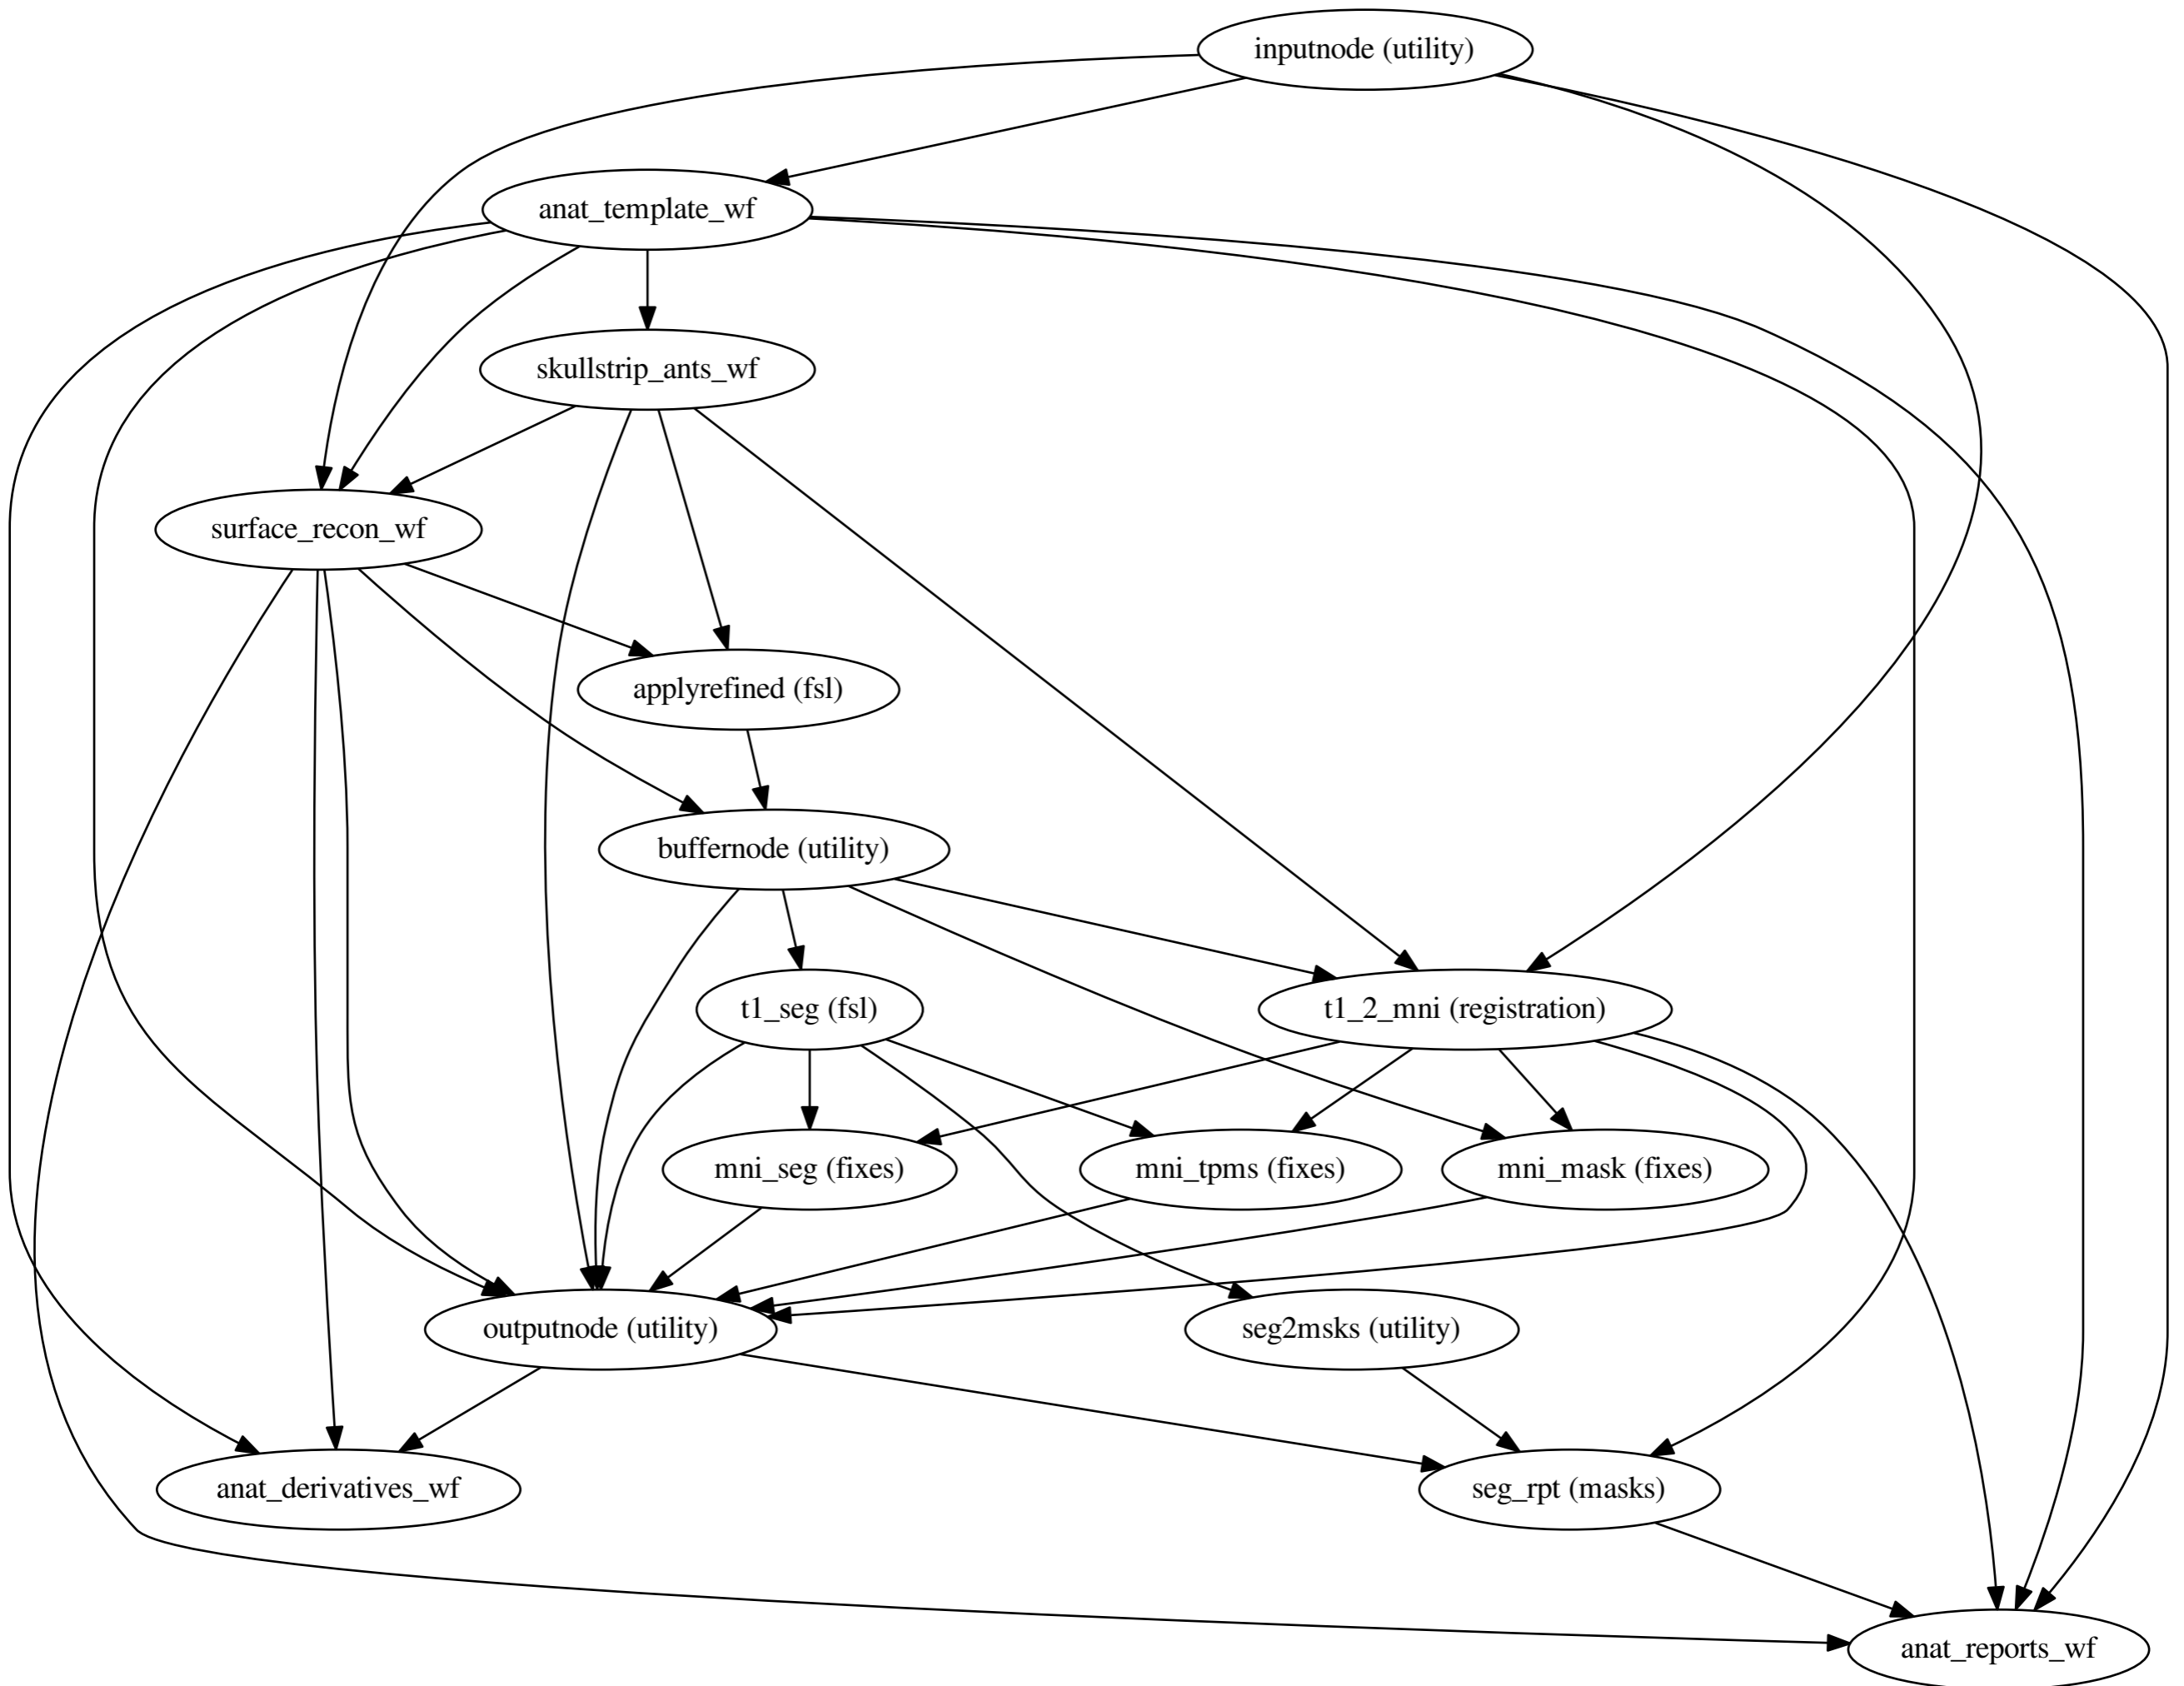 inputnode (utility)
anat_template_wf
skullstrip_ants_wf
surface_recon_wf
applyrefined (fsl)
buffernode (utility)
t1_seg (fsl)
t1_2_mni (registration)
mni_seg (fixes)
mni_tpms (fixes)
mni_mask (fixes)
outputnode (utility)
seg2msks (utility)
anat_derivatives_wf
seg_rpt (masks)
anat_reports_wf